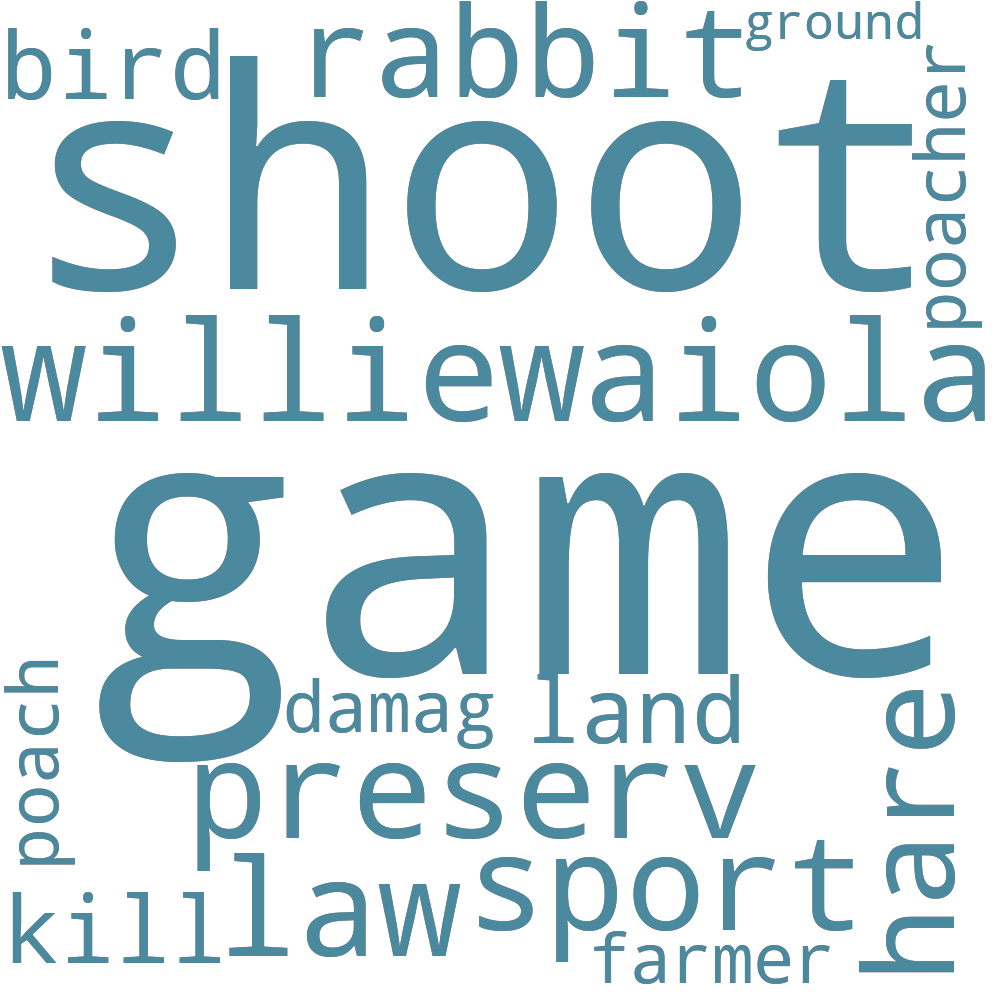 bird rabbit ground
shoot
poacher
williewaiola
game
poach
damag land
hare
preserv
law sport
kill
farmer